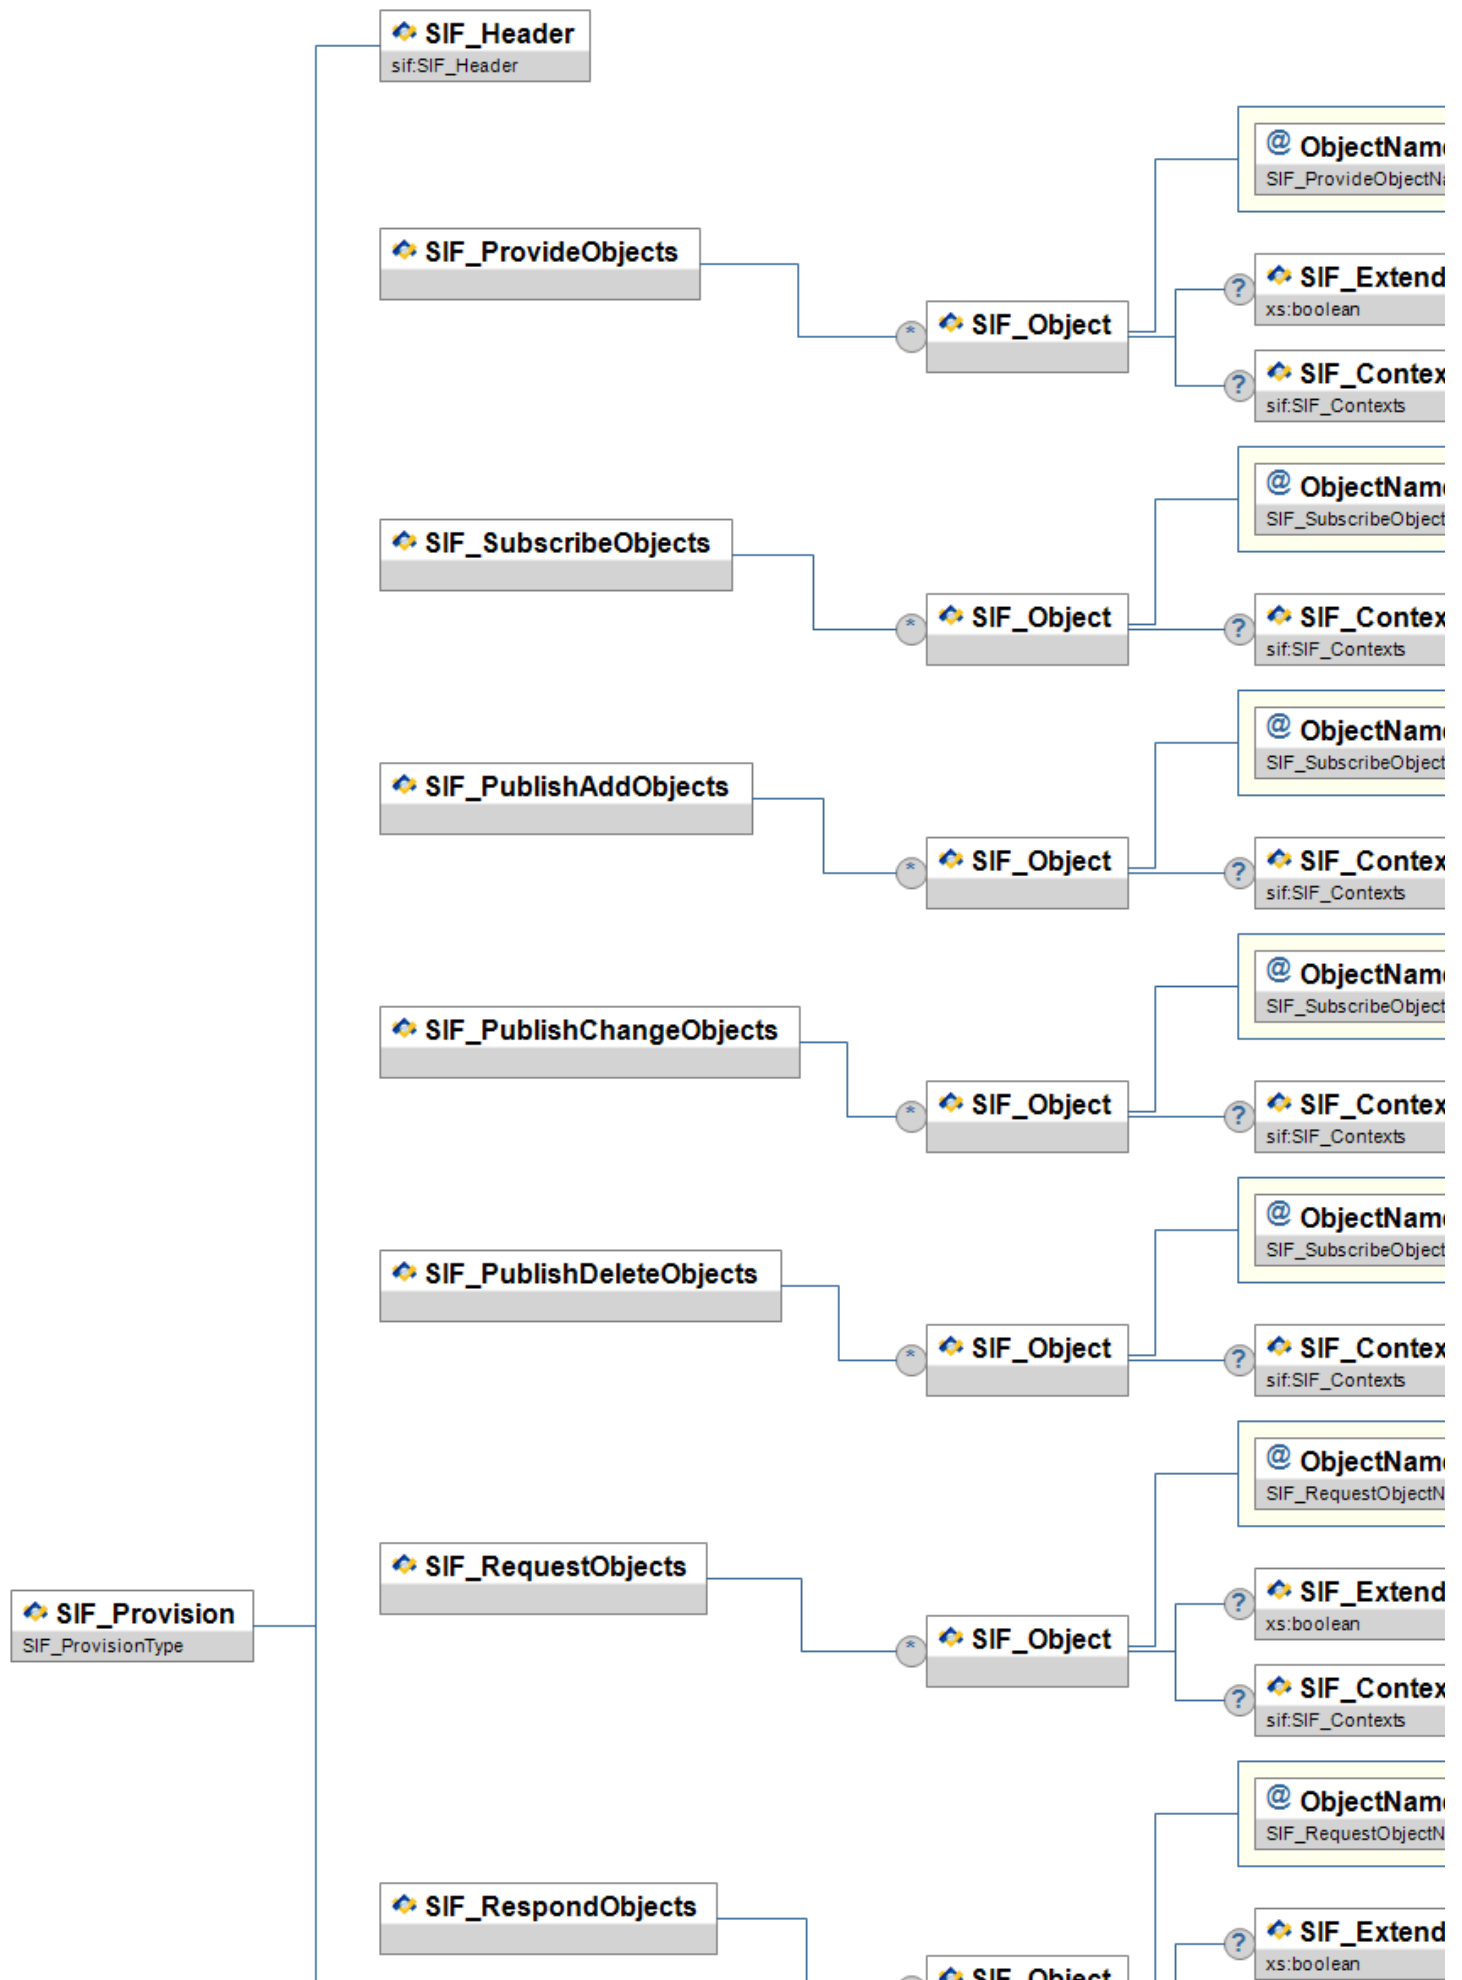 SIF_Header
sif:SIF_Header
@ ObjectNam
SIF_ProvideObjectN
SIF_ProvideObjects
? SIF_Extend
xs:boolean
* SIF_Object
? SIF_Contex
sif:SIF_Contexts
@ ObjectNam
SIF_SubscribeObject
SIF_SubscribeObjects
* SIF_Object
? SIF_Contex
sif:SIF_Contexts
@ ObjectNam
SIF_SubscribeObject
SIF_PublishAddObjects
* SIF_Object
? SIF_Contex
sif:SIF_Contexts
@ ObjectNam
SIF_SubscribeObject
SIF_PublishChangeObjects
* SIF_Object
? SIF_Contex
sif:SIF_Contexts
@ ObjectNam
SIF_SubscribeObject
SIF_PublishDeleteObjects
* SIF_Object
? SIF_Contex
sif:SIF_Contexts
@ ObjectNam
SIF_RequestObjectN
SIF_RequestObjects
? SIF_Extend
xs:boolean
SIF_Provision
SIF_ProvisionType
* SIF_Object
? SIF_Contex
sif:SIF_Contexts
@ ObjectNam
SIF_RequestObjectN
SIF_RespondObjects
? SIF_Extend
xs:boolean
SIF_Object